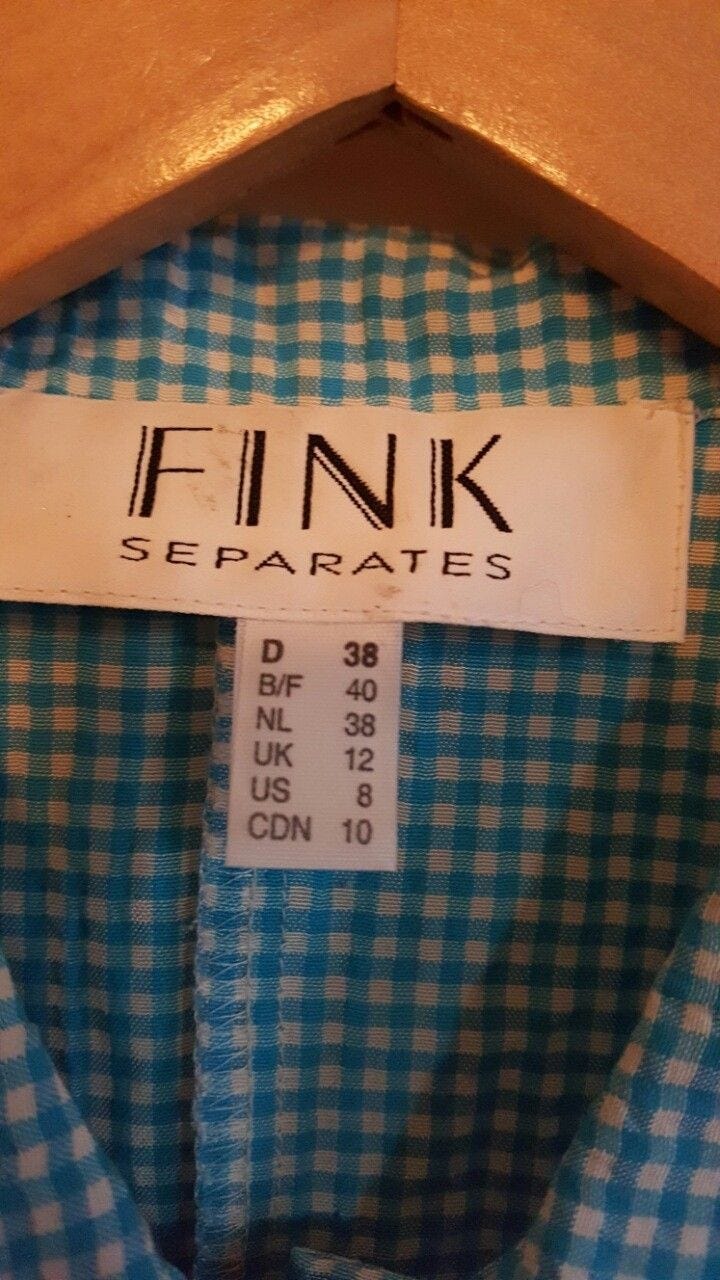 FINK
SEPARATES
D 38
B/F 40
NL 38
UK 12
US 8
CDN 10